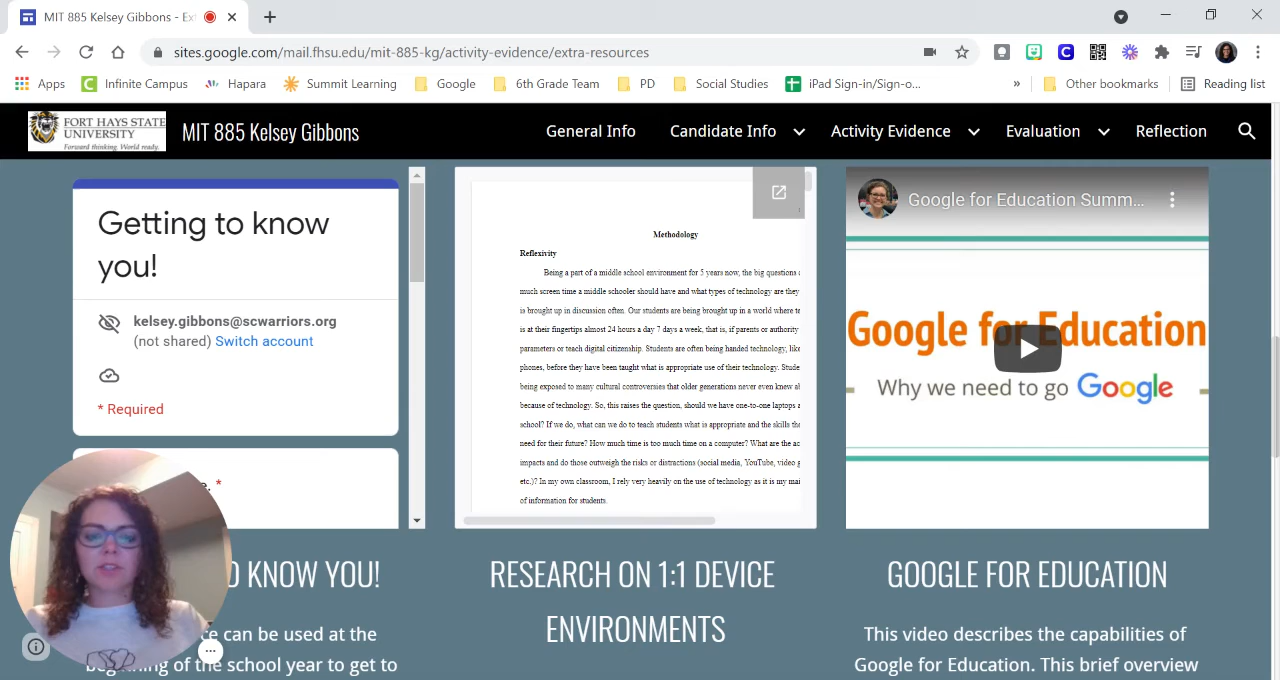 MIT 885 Kelsey Gibbons - Ex
sites.google.com/mail.fhsu.edu/mit-885-kg/activity-evidence/extra-resources
Apps Infinite Campus Hapara Summit Learning Google 6th Grade Team PD Social Studies iPad Sign-in/Sign-o... » Other bookmarks Reading list
FORT HAYS STATE
UNIVERSITY
Forward thinking. World ready.
MIT 885 Kelsey Gibbons
General Info Candidate Info Activity Evidence Evaluation Reflection
Getting to know
you!
kelsey.gibbons@scwarriors.org
(not shared) Switch account
* Required
*
Methodology
Reflexivity
Being a part of a middle school environment for 5 years now, the big questions
much screen time a middle schooler should have and what types of technology are they
is brought up in discussion often. Our students are being brought up in a world where
is at their fingertips almost 24 hours a day 7 days a week, that is, if parents or authority
parameters or teach digital citizenship. Students are often being handed technology, like
phones, before they have been taught what is appropriate use of their technology.
being exposed to many cultural controversies that older generations never even knew
because of technology. So, this raises the question, should we have one-to-one laptops
school? If we do, what can we do to teach students what is appropriate and the skills
need for their future? How much time is too much time on a computer? What are the
impacts and do those outweigh the risks or distractions (social media, YouTube, video
etc.)? In my own classroom, I rely very heavily on the use of technology as it is my
of information for students.
Google for Education Summ...
Google for Education
Why we need to go Google
KNOW YOU!
can be used at the
beginning of the school year to get to
RESEARCH ON 1:1 DEVICE
ENVIRONMENTS
GOOGLE FOR EDUCATION
This video describes the capabilities of
Google for Education. This brief overview